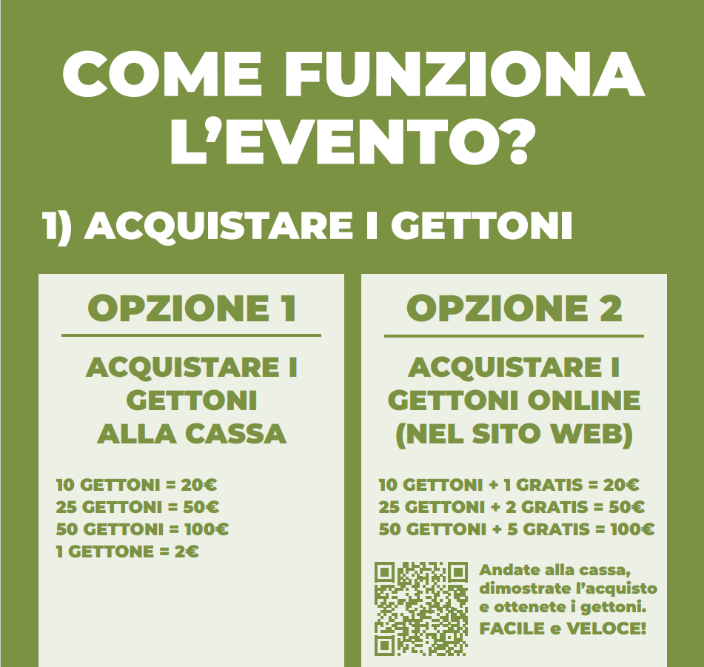 COME FUNZIONA
L'EVENTO?
1) ACQUISTARE I GETTONI
OPZIONE 1
ACQUISTARE I
GETTONI
ALLA CASSA
10 GETTONI = 20€
25 GETTONI = 50€
50 GETTONI = 100€
1 GETTONE = 2€
OPZIONE 2
ACQUISTARE I
GETTONI ONLINE
(NEL SITO WEB)
10 GETTONI + 1 GRATIS = 20€
25 GETTONI + 2 GRATIS = 50€
50 GETTONI + 5 GRATIS = 100€
Andate alla cassa,
dimostrate l'acquisto
e ottenete i gettoni.
FACILE e VELOCE!